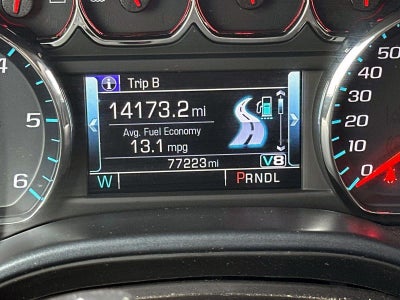 Trip B
14173.2 mi
Avg. Fuel Economy
13.1 mpg
77223 mi
V8
W
PRNDL
4
5
6
50
40
30
20
10
0